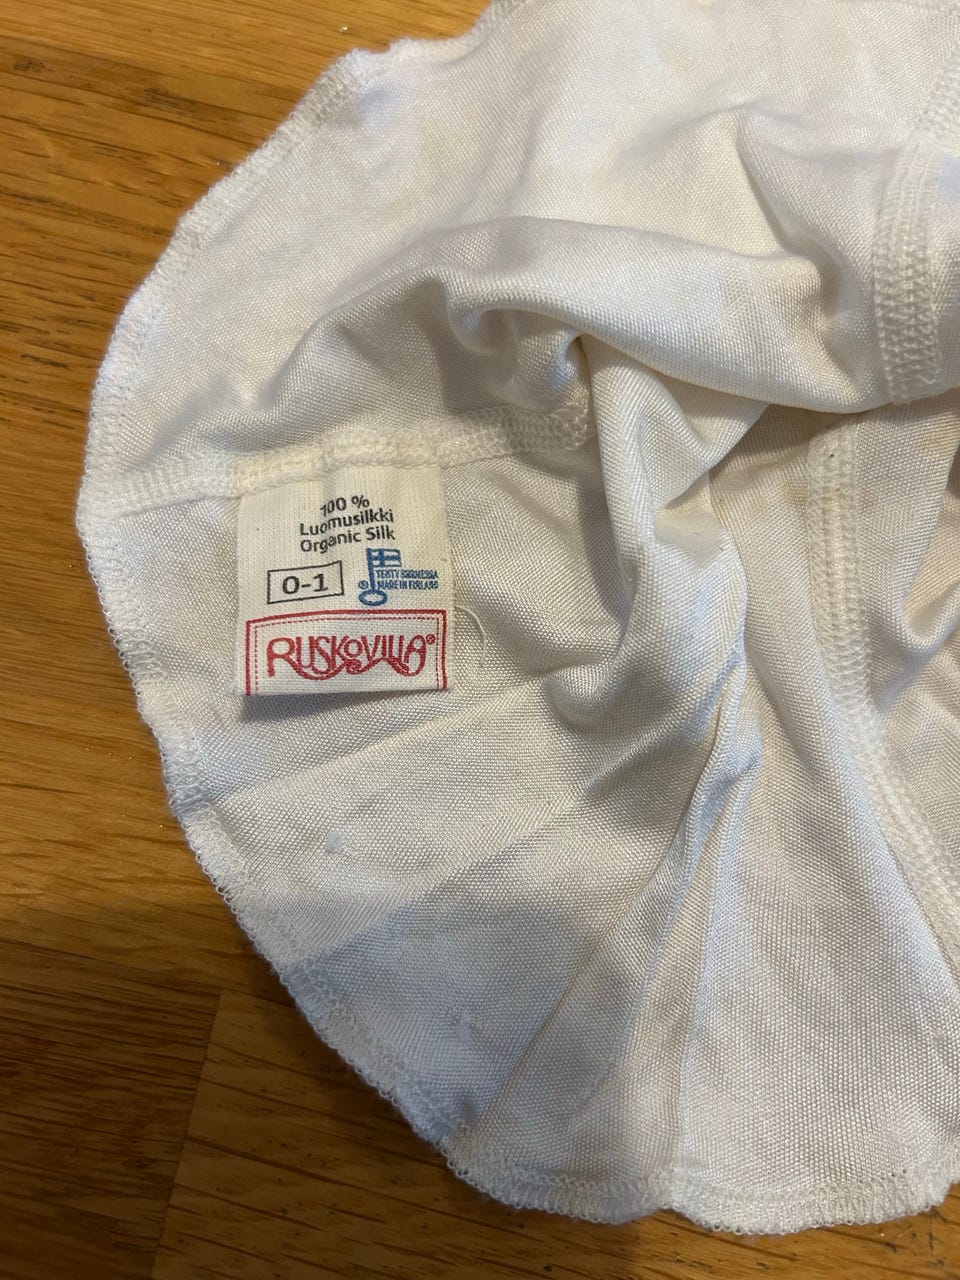 100 %
Luomusilkki
Organic Silk
0-1
TEHTY SUOMESSA
MADE IN FINLAND
RUSKOVILLA®